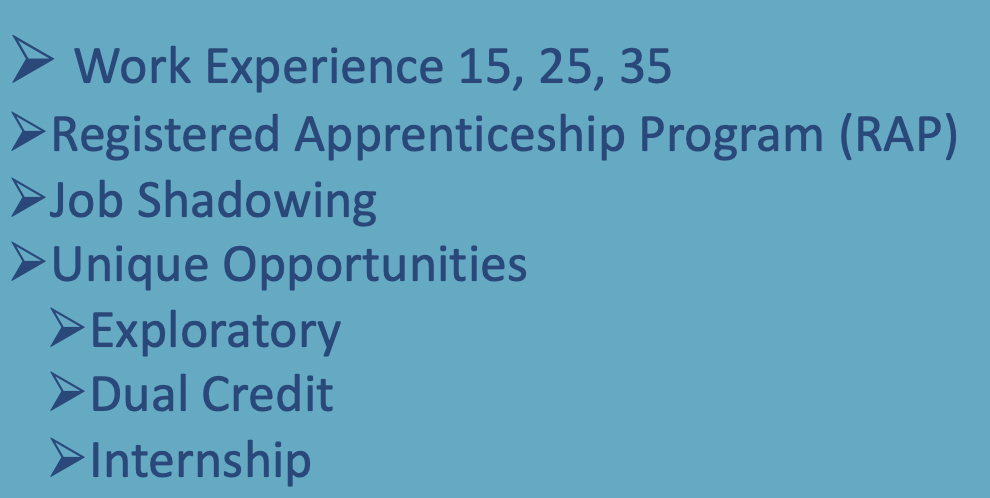 ➢ Work Experience 15, 25, 35
➢Registered Apprenticeship Program (RAP)
➢Job Shadowing
➢Unique Opportunities
➢Exploratory
➢Dual Credit
➢Internship